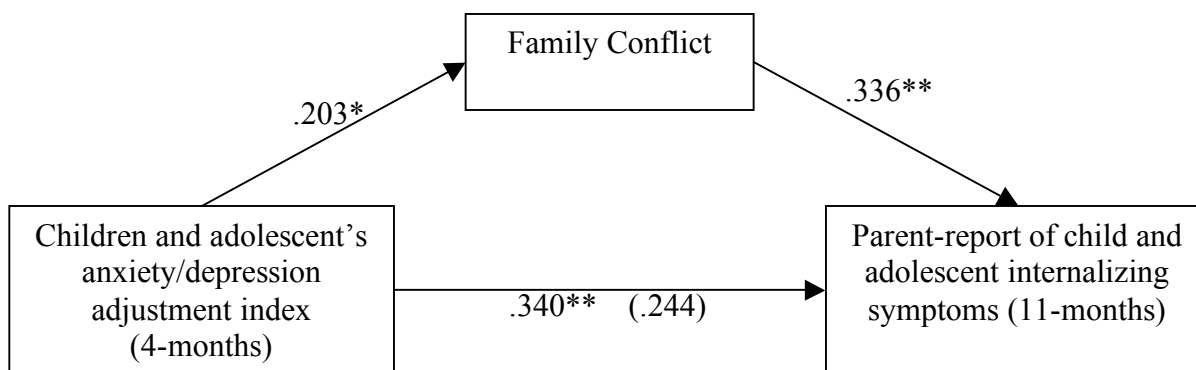 Family Conflict
.203*
.336**
Children and adolescent's
anxiety/depression
adjustment index
(4-months)
.340** (.244)
Parent-report of child and
adolescent internalizing
symptoms (11-months)